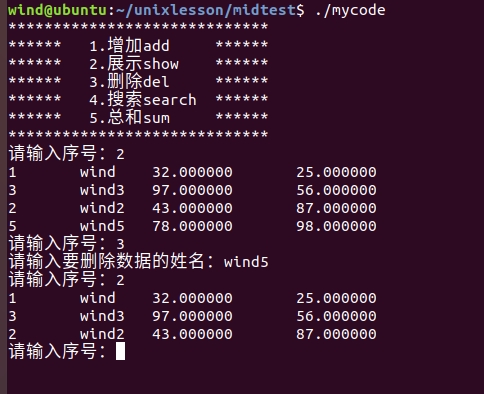 wind@ubuntu:~/unixlesson/midtest$ ./mycode
*****************************
******   1.增加add     ******
******   2.展示show    ******
******   3.删除del     ******
******   4.搜索search  ******
******   5.总和sum     ******
*****************************
请输入序号：2
1       wind    32.000000       25.000000
3       wind3   97.000000       56.000000
2       wind2   43.000000       87.000000
5       wind5   78.000000       98.000000
请输入序号：3
请输入要删除数据的姓名：wind5
请输入序号：2
1       wind    32.000000       25.000000
3       wind3   97.000000       56.000000
2       wind2   43.000000       87.000000
请输入序号：